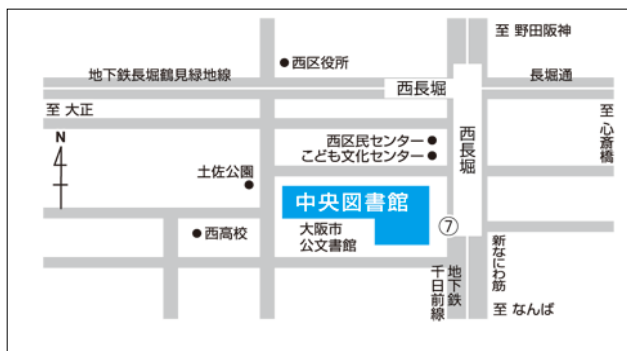 至 野田阪神
西区役所
地下鉄長堀鶴見緑地線
長堀通
西長堀
至 大正
至 心斎橋
N
西区民センター
西長堀
こども文化センター
土佐公園
中央図書館
西高校
大阪市
公文書館
⑦
新なにわ筋
地下鉄
千日前線
至 なんば